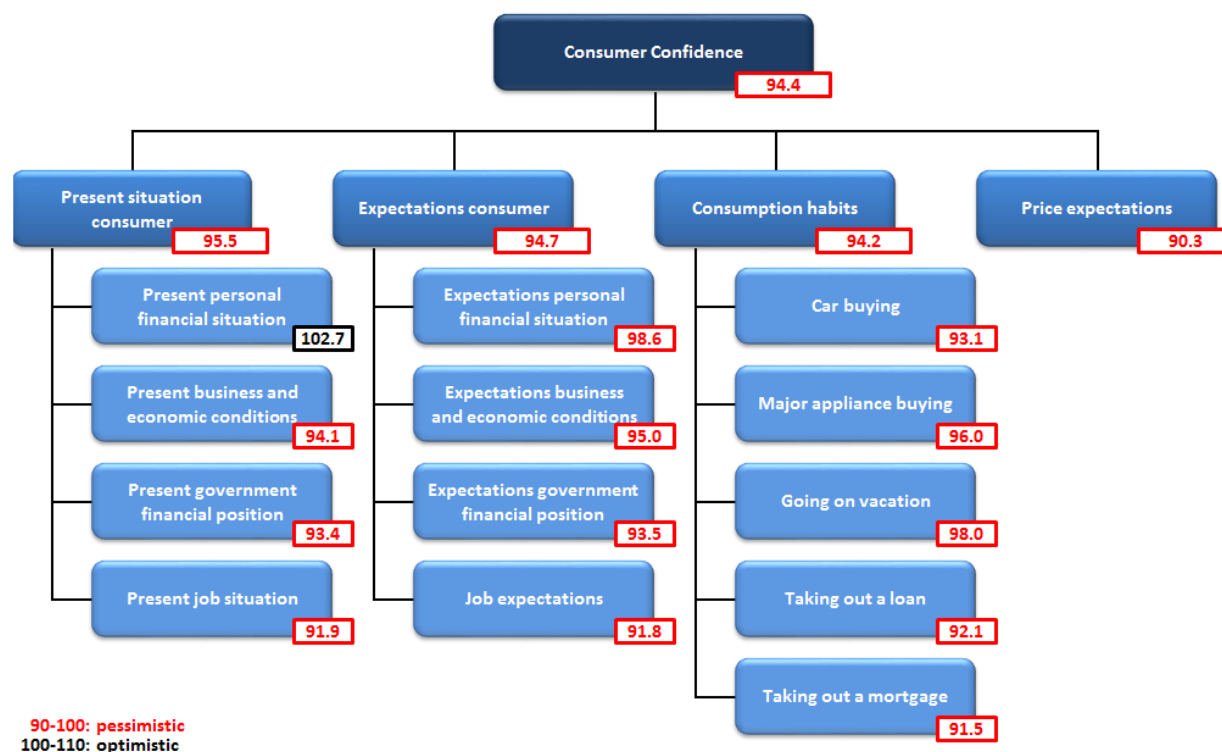 Consumer Confidence
94.4
Present situation
consumer
95.5
Expectations consumer
94.7
Consumption habits
94.2
Price expectations
90.3
Present personal
financial situation
102.7
Present business and
economic conditions
94.1
Present government
financial position
93.4
Present job situation
91.9
Expectations personal
financial situation
98.6
Expectations business
and economic conditions
95.0
Expectations government
financial position
93.5
Job expectations
91.8
Car buying
93.1
Major appliance buying
96.0
Going on vacation
98.0
Taking out a loan
92.1
Taking out a mortgage
91.5
90-100: pessimistic
100-110: optimistic